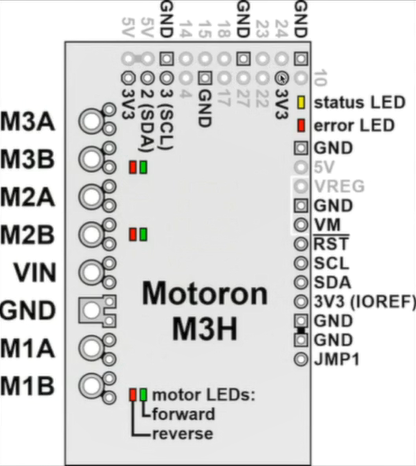 5V 5V GND 14 15 18 GND 23 24 GND
3V3 2 (SDA) 3 (SCL) 4 GND 17 27 22 3V3 10
status LED
error LED
GND
5V
VREG
GND
VM
RST
SCL
SDA
3V3 (IOREF)
GND
GND
JMP1
M3A
M3B
M2A
M2B
VIN
GND
M1A
M1B
Motoron
M3H
motor LEDs:
forward
reverse